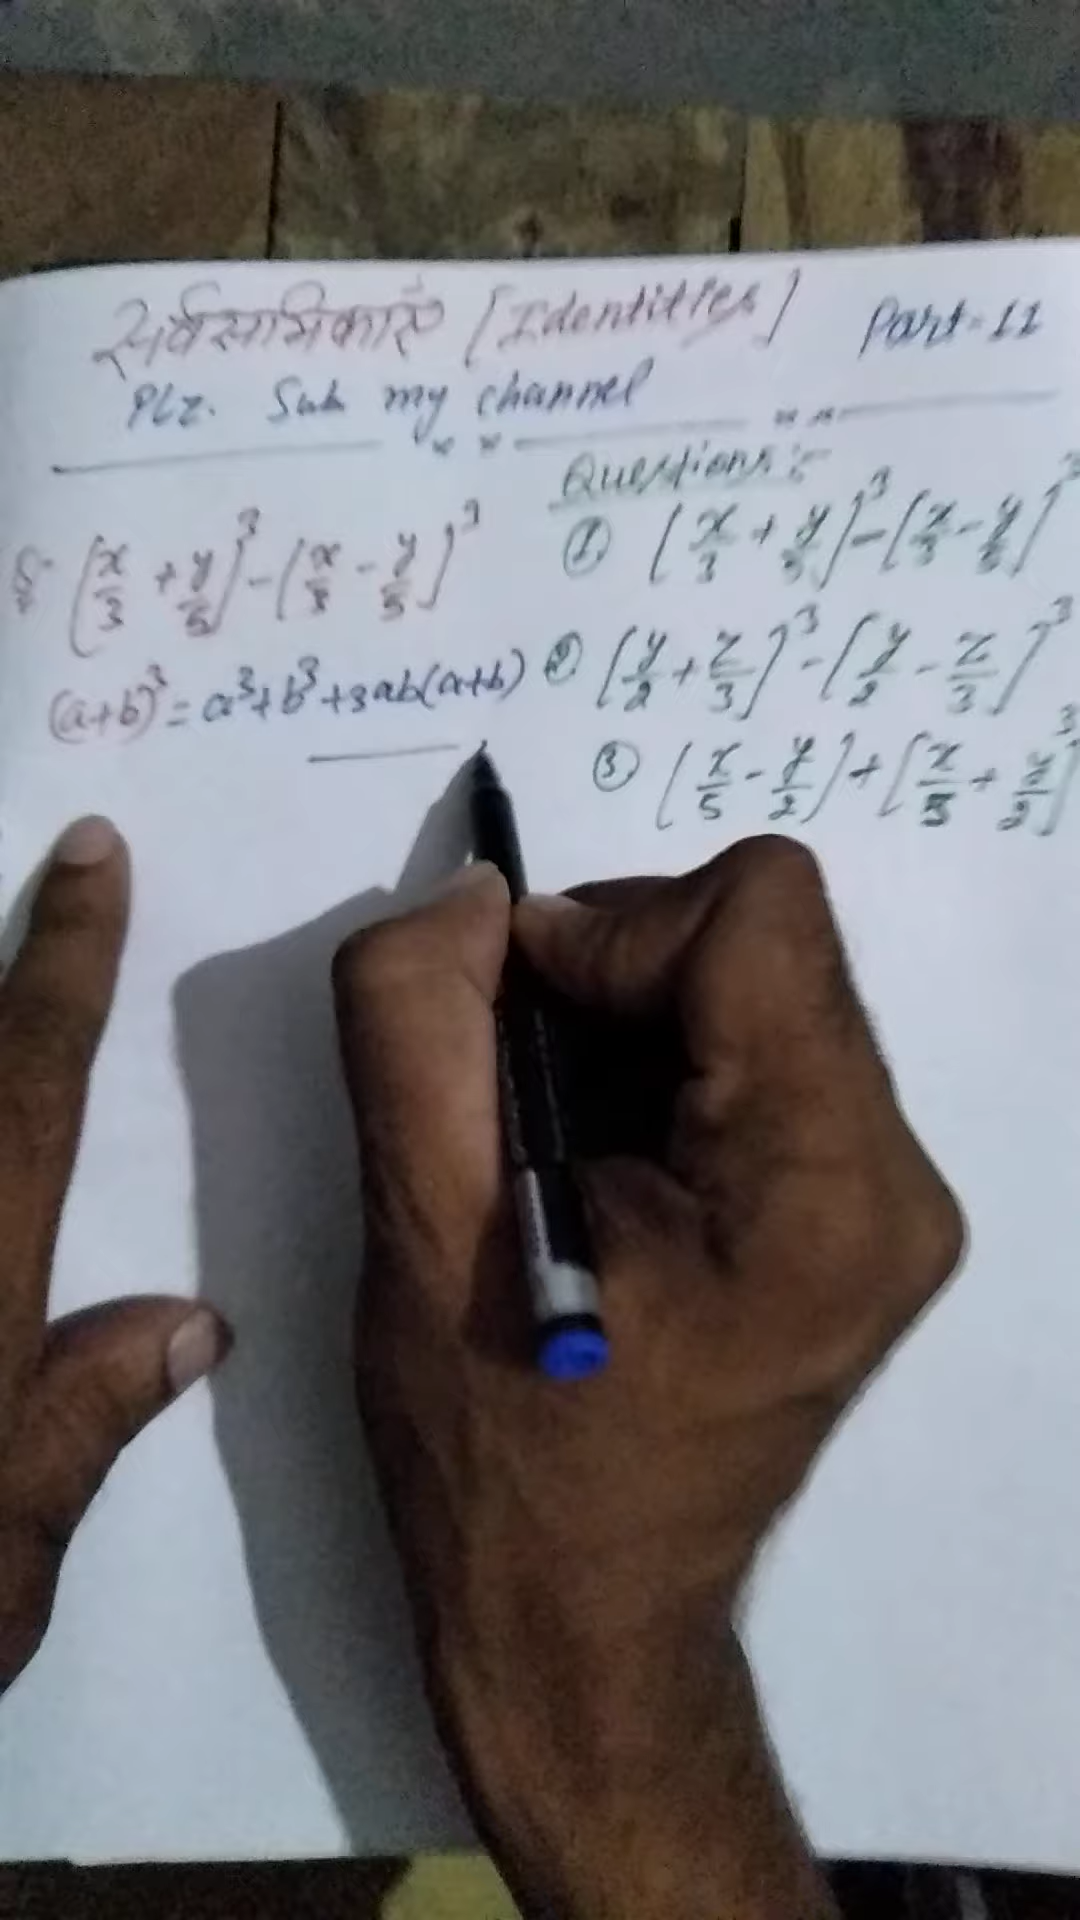 सर्वसमिकाएँ [Identities] Part-11
PLz. Sub my channel
Questions:-
[x/3 + y/5]³ - [x/3 - y/5]³
(a+b)³ = a³+b³+3ab(a+b)
① [x/3 + y/5]³ - [x/3 - y/5]³
② [y/2 + z/3]³ - [y/2 - z/3]³
③ [x/5 - y/2] + [x/5 +